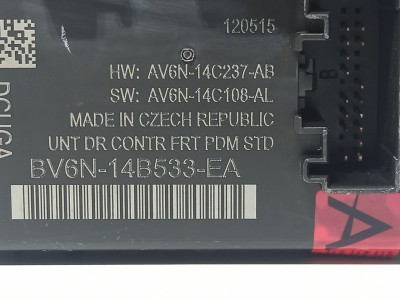 120515
HW: AV6N-14C237-AB
SW: AV6N-14C108-AL
MADE IN CZECH REPUBLIC
UNT DR CONTR FRT PDM STD
BV6N-14B533-EA
B
A